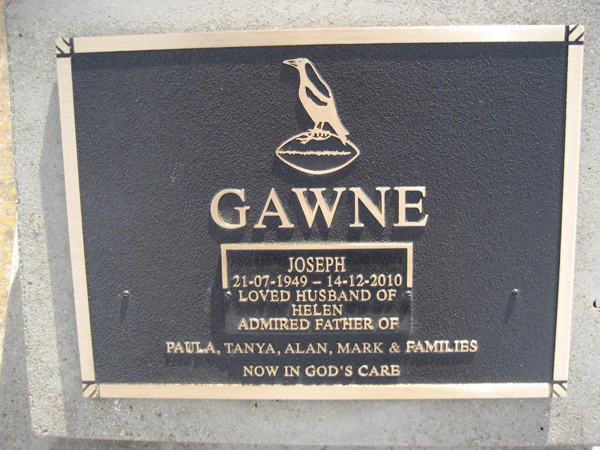 GAWNE
JOSEPH
21-07-1949 – 14-12-2010
LOVED HUSBAND OF
HELEN
ADMIRED FATHER OF
PAULA, TANYA, ALAN, MARK & FAMILIES
NOW IN GOD'S CARE